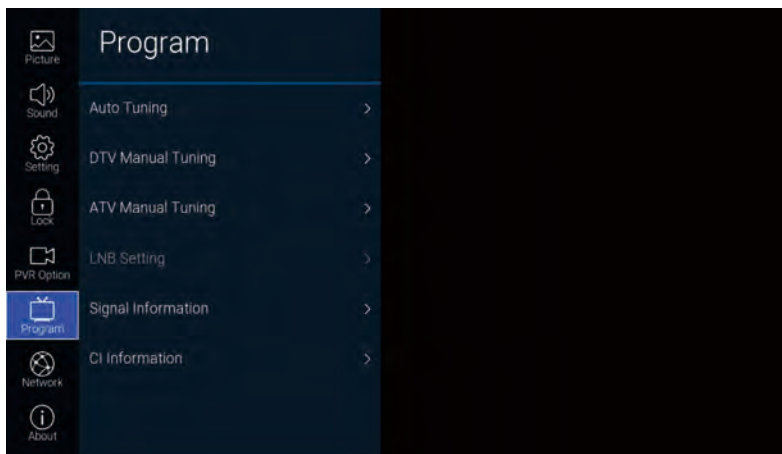 Picture
Sound
Setting
Lock
PVR Option
Program
Network
About
Program
Auto Tuning
DTV Manual Tuning
ATV Manual Tuning
LNB Setting
Signal Information
CI Information